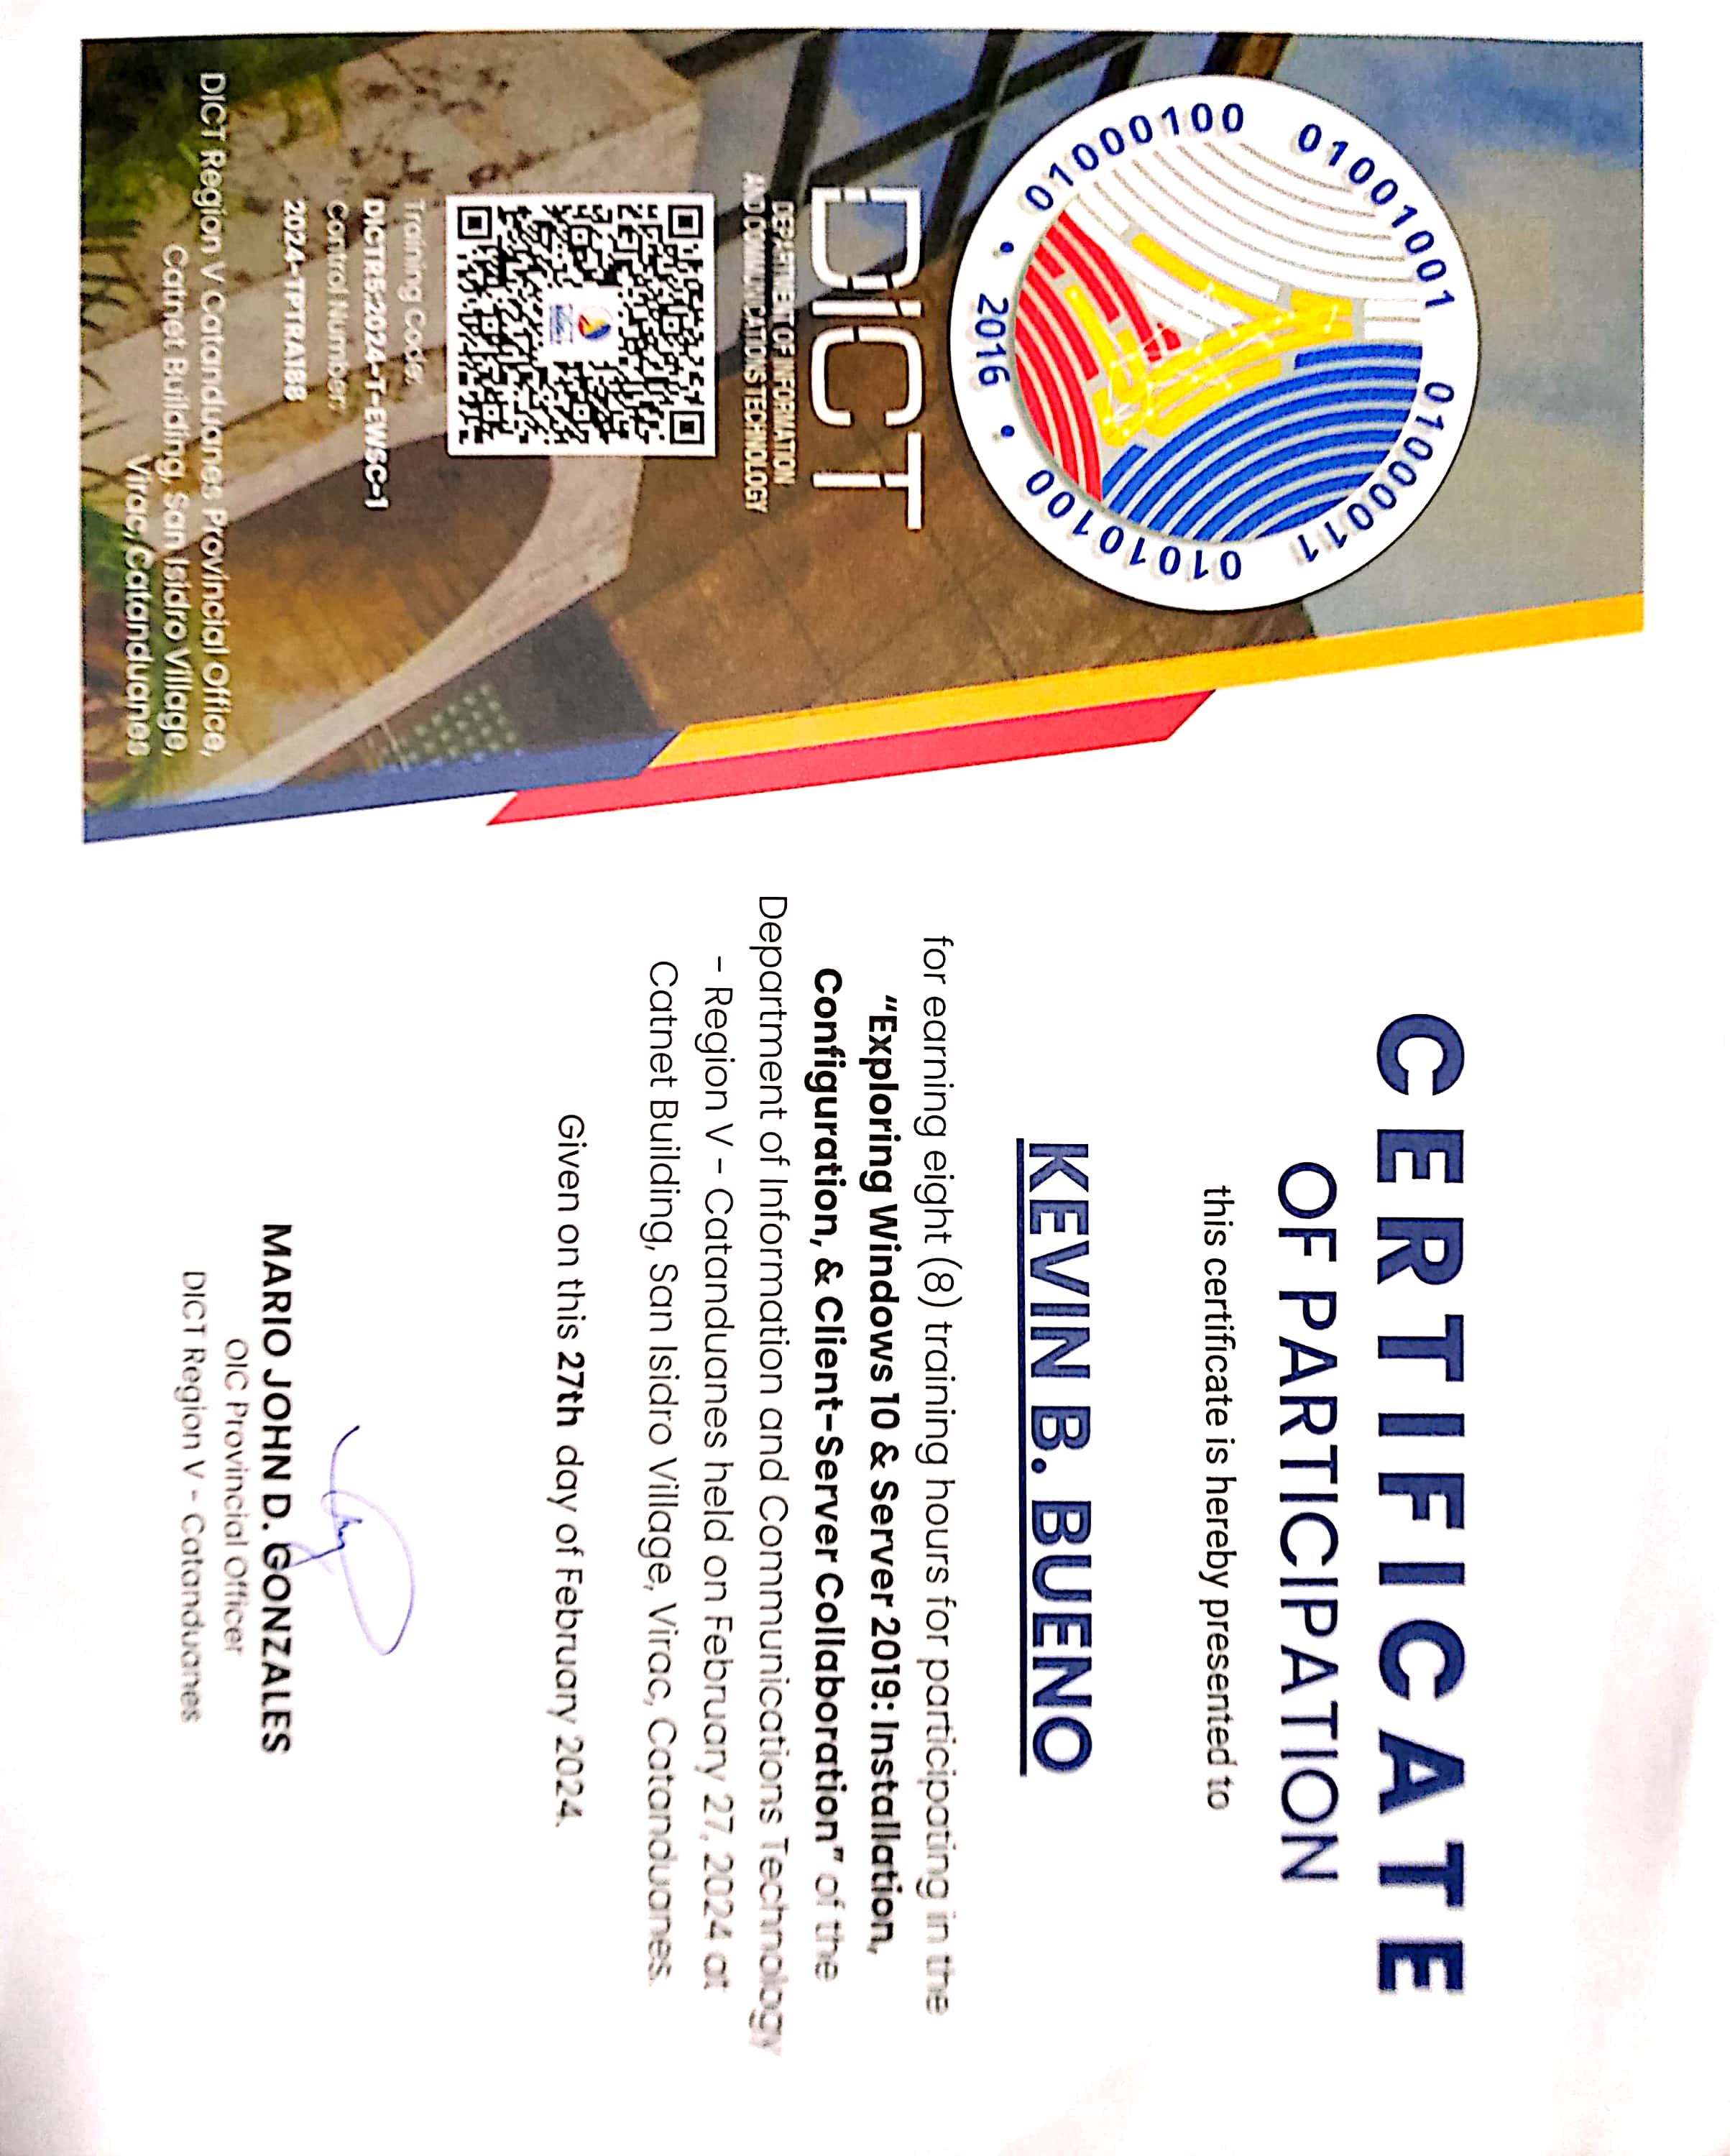 01000100 01001001 01000011 01010100
• 2016 •
DICT
DEPARTMENT OF INFORMATION
AND COMMUNICATIONS TECHNOLOGY
Training Code:
DICTR5-2024-T-EWSC-1
Control Number:
2024-TPTRA188
DICT Region V Catanduanes Provincial Office,
Catnet Building, San Isidro Village,
Virac, Catanduanes
CERTIFICATE
OF PARTICIPATION
this certificate is hereby presented to
KEVIN B. BUENO
for earning eight (8) training hours for participating in the
"Exploring Windows 10 & Server 2019: Installation,
Configuration, & Client-Server Collaboration" of the
Department of Information and Communications Technology
- Region V - Catanduanes held on February 27, 2024 at
Catnet Building, San Isidro Village, Virac, Catanduanes.
Given on this 27th day of February 2024.
MARIO JOHN D. GONZALES
OIC Provincial Officer
DICT Region V - Catanduanes